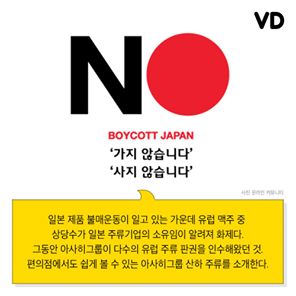 VD
NO
BOYCOTT JAPAN
‘가지 않습니다’
‘사지 않습니다’
사진 온라인 커뮤니티
일본 제품 불매운동이 일고 있는 가운데 유럽 맥주 중
상당수가 일본 주류기업의 소유임이 알려져 화제다.
그동안 아사히그룹이 다수의 유럽 주류 판권을 인수해왔던 것.
편의점에서도 쉽게 볼 수 있는 아사히그룹 산하 주류를 소개한다.